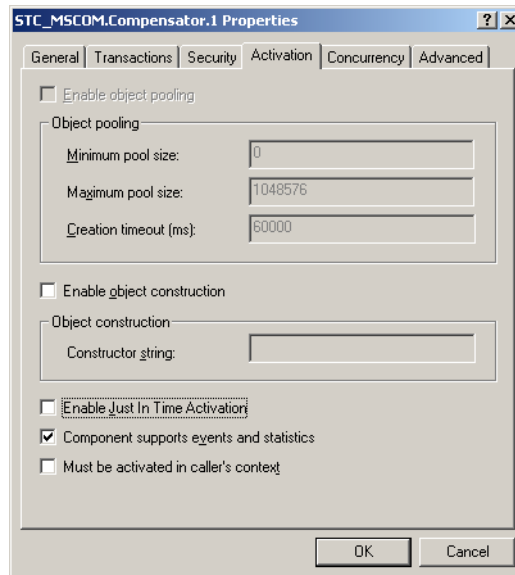 STC_MSCOM.Compensator.1 Properties
General Transactions Security Activation Concurrency Advanced
Enable object pooling
Object pooling
Minimum pool size: 0
Maximum pool size: 1048576
Creation timeout (ms): 60000
Enable object construction
Object construction
Constructor string:
Enable Just In Time Activation
Component supports events and statistics
Must be activated in caller's context
OK Cancel